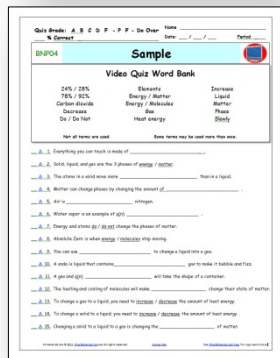 Quiz Grade: A B C D F - P F - Do Over Name
% Correct Date: / / Period
BNP04 Sample
Video Quiz Word Bank
24% / 28% Elements Increase
78% / 92% Energy / Matter Liquid
Carbon dioxide Energy / Molecules Matter
Decrease Gas Phase
Do / Do Not Heat energy Slowly
Not all terms are used. Some terms may be used more than once.
1. Everything you can touch is made of .
2. Solid, liquid, and gas are the 3 phases of energy / matter.
3. The atoms in a solid move more than in a liquid.
4. Matter can change phases by changing the amount of .
5. Air is nitrogen.
6. Water vapor is an example of a(n) .
7. Energy and atoms do / do not change the phases of matter.
8. Absolute Zero is when energy / molecules stop moving.
9. You can use to change a liquid into a gas.
10. A soda is liquid that contains gas to make it bubble and fizz.
11. A gas and a(n) will take the shape of a container.
12. The heating and cooling of molecules will make change their state of matter.
13. To change a gas to a liquid, you need to increase / decrease the amount of heat energy.
14. To change a solid to a liquid, you need to increase / decrease the amount of heat energy.
15. Changing a solid to a liquid to a gas is changing the of matter.